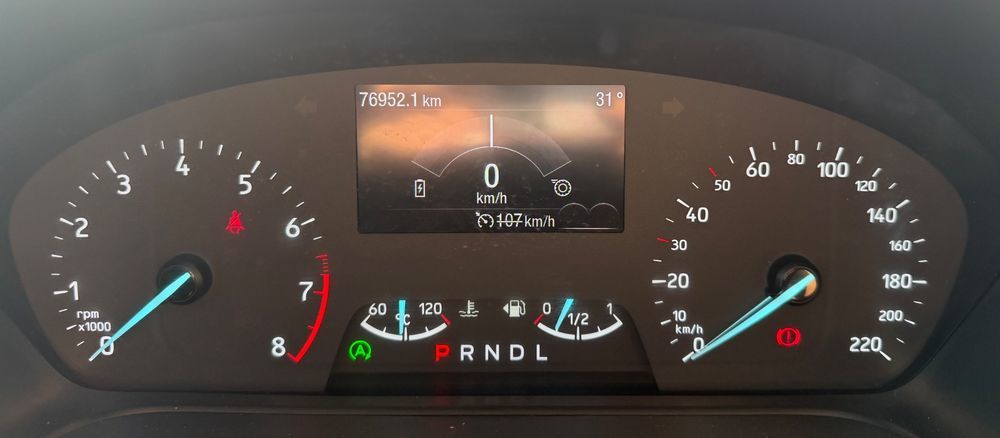 76952.1 km 31°
0
km/h
107 km/h
0 1 2 3 4 5 6 7 8
rpm
x1000
60 °C 120
0 1/2 1
P R N D L
0 10 20 30 40 50 60 80 100 120 140 160 180 200 220
km/h
A